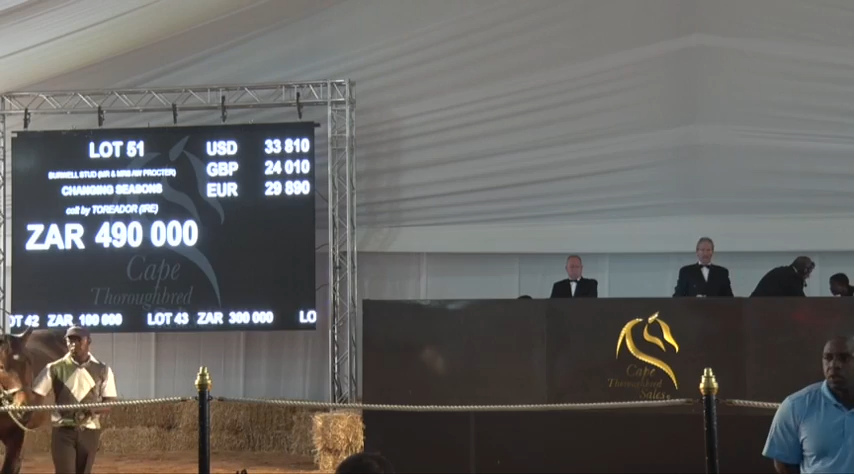 LOT 51
USD 33 810
GBP 24 010
EUR 29 890
BURWELL STUD (MR & MRS AW PROCTER)
CHANGING SEASONS
colt by TOREADOR (IRE)
ZAR 490 000
Cape
Thoroughbred
OT 42 ZAR 100 000 LOT 43 ZAR 300 000 LO
Cape
Thoroughbred
Sales